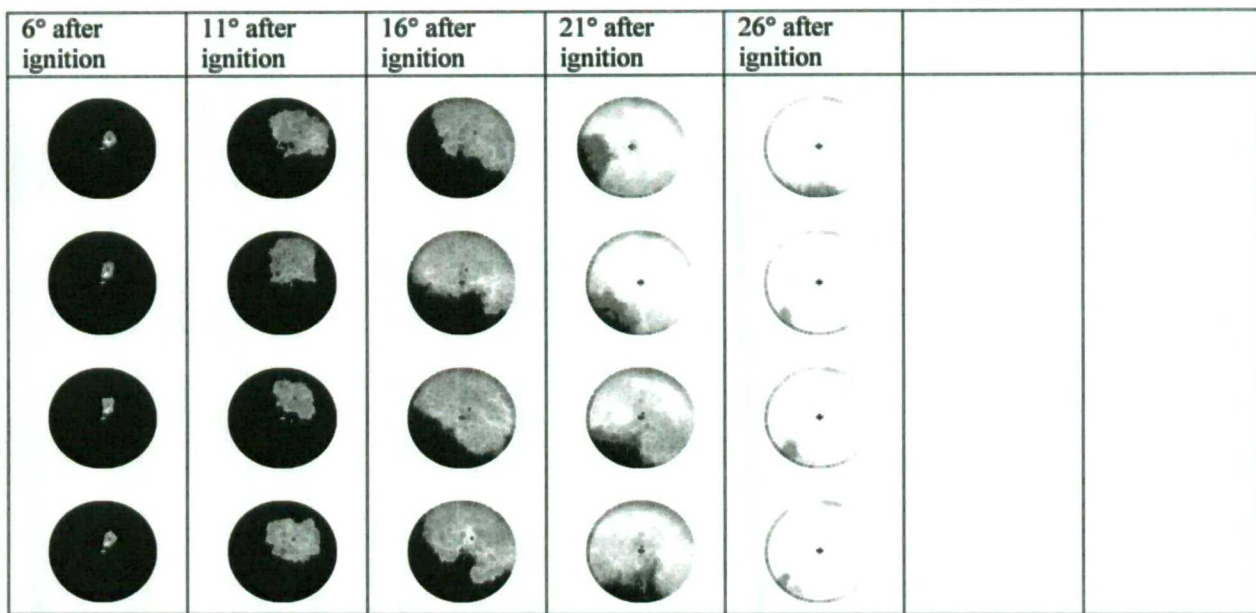 6° after
ignition
11° after
ignition
16° after
ignition
21° after
ignition
26° after
ignition